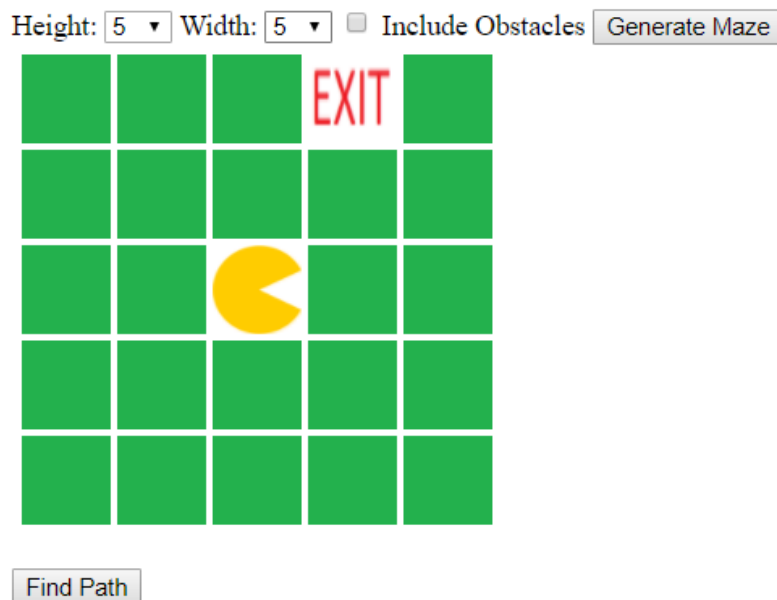 Height: 5 Width: 5 Include Obstacles Generate Maze
EXIT
Find Path